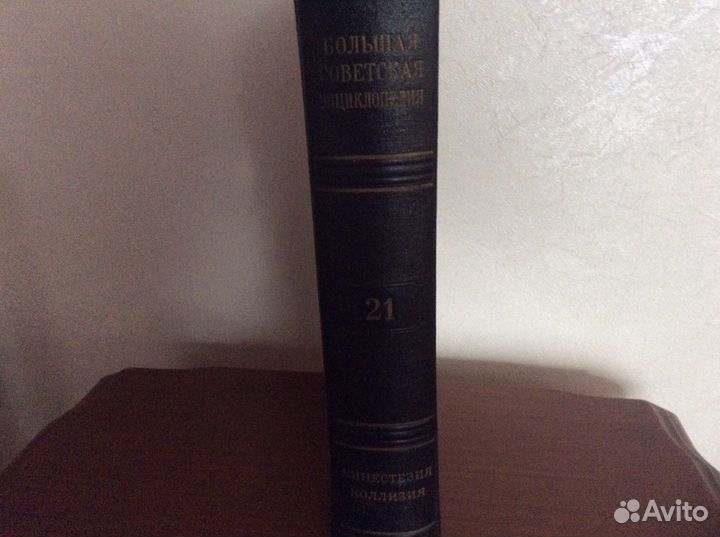 БОЛЬШАЯ
СОВЕТСКАЯ
ЭНЦИКЛОПЕДИЯ
21
КИНЕСТЕЗИЯ
КОЛЛИЗИЯ
Avito